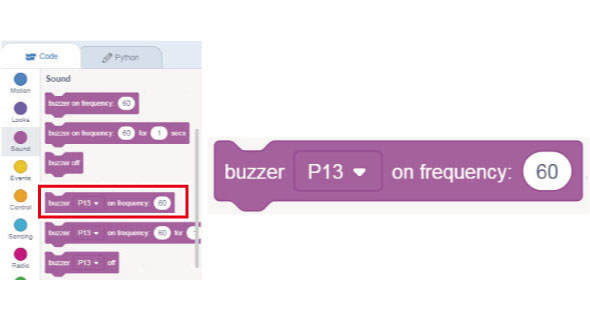 Code
Python
Motion
Looks
Sound
Events
Control
Sensing
Radio
Sound
buzzer on frequency: 60
buzzer on frequency: 60 for 1 secs
buzzer off
buzzer P13 on frequency: 60
buzzer P13 on frequency: 60 for
buzzer P13 off
buzzer P13 on frequency: 60